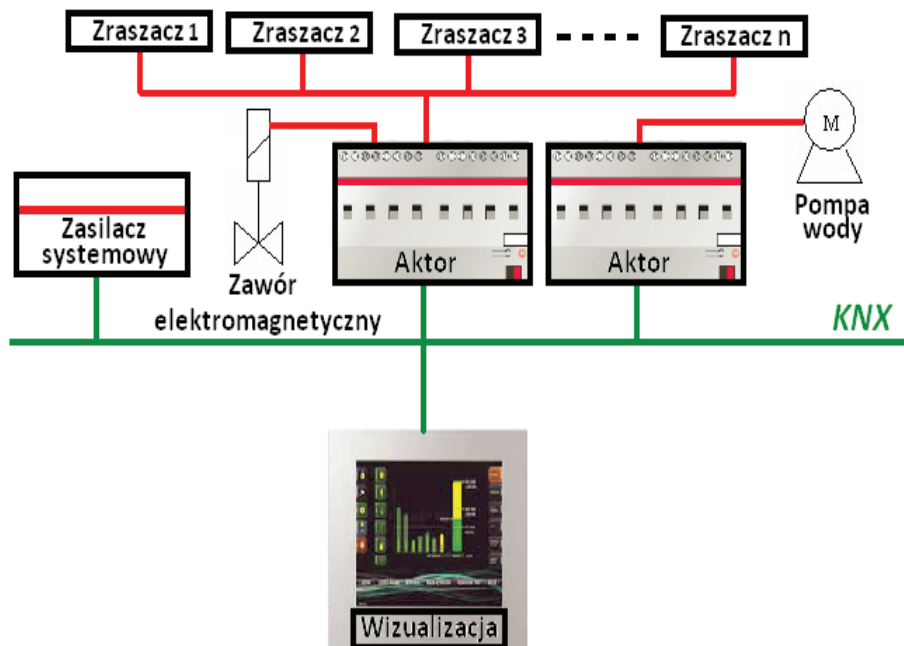 Zraszacz 1
Zraszacz 2
Zraszacz 3
Zraszacz n
M
Pompa
wody
Zasilacz
systemowy
Zawór
elektromagnetyczny
Aktor
Aktor
KNX
Wizualizacja